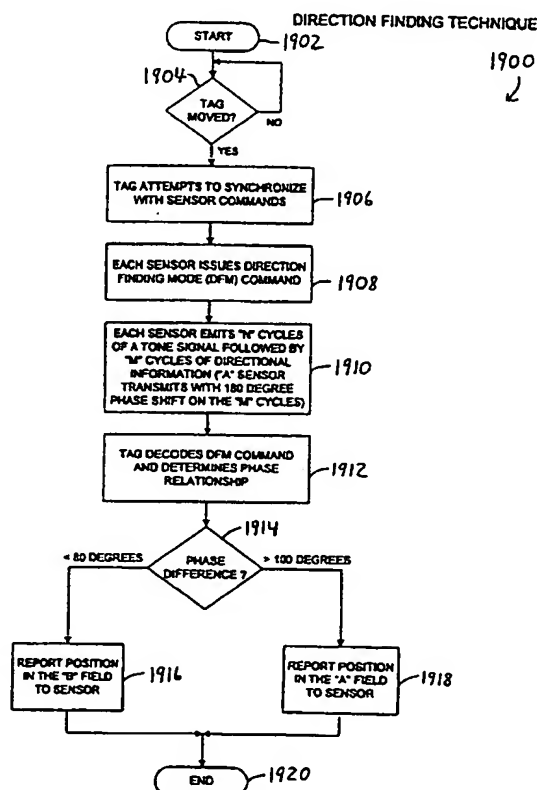 DIRECTION FINDING TECHNIQUE
1900
START
1902
1904
TAG
MOVED?
NO
YES
TAG ATTEMPTS TO SYNCHRONIZE
WITH SENSOR COMMANDS
1906
EACH SENSOR ISSUES DIRECTION
FINDING MODE (DFM) COMMAND
1908
EACH SENSOR EMITS "N" CYCLES
OF A TONE SIGNAL FOLLOWED BY
"M" CYCLES OF DIRECTIONAL
INFORMATION ("A" SENSOR
TRANSMITS WITH 180 DEGREE
PHASE SHIFT ON THE "M" CYCLES)
1910
TAG DECODES DFM COMMAND
AND DETERMINES PHASE
RELATIONSHIP
1912
1914
< 80 DEGREES
PHASE
DIFFERENCE ?
> 100 DEGREES
REPORT POSITION
IN THE "B" FIELD
TO SENSOR
1916
REPORT POSITION
IN THE "A" FIELD
TO SENSOR
1918
END
1920